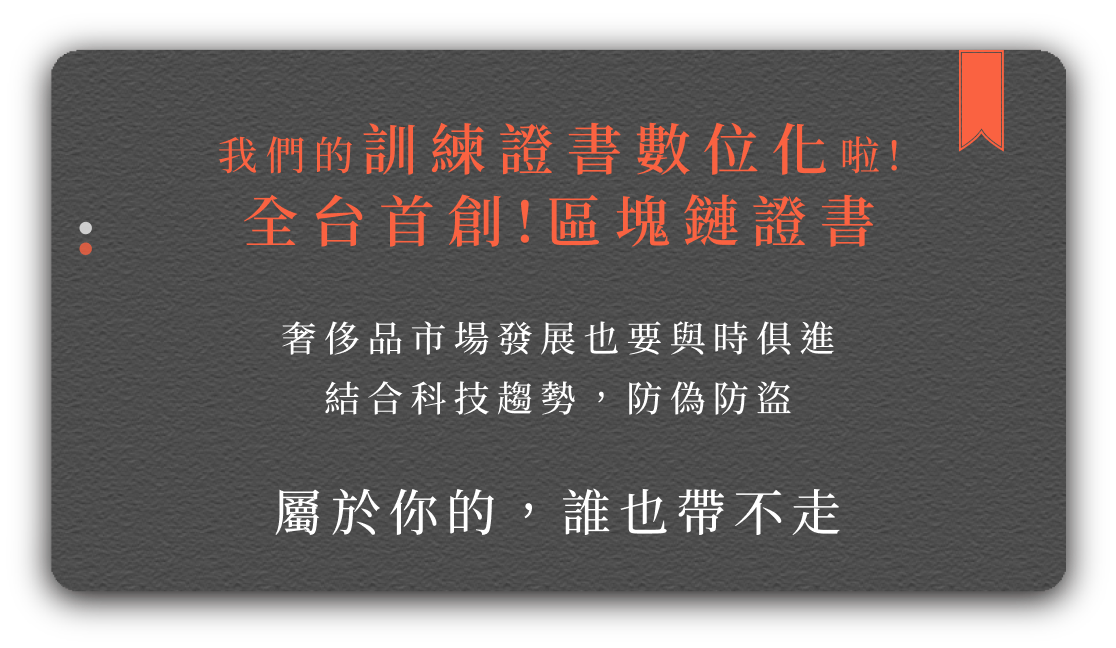 我們的訓練證書數位化啦!
全台首創!區塊鏈證書
奢侈品市場發展也要與時俱進
結合科技趨勢，防偽防盜
屬於你的，誰也帶不走